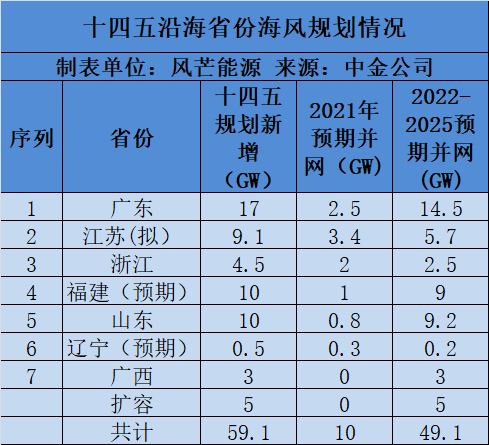 十四五沿海省份海风规划情况
制表单位：风芒能源 来源：中金公司
序列 省份 十四五规划新增（GW） 2021年预期并网（GW） 2022-2025预期并网(GW)
1 广东 17 2.5 14.5
2 江苏(拟） 9.1 3.4 5.7
3 浙江 4.5 2 2.5
4 福建（预期） 10 1 9
5 山东 10 0.8 9.2
6 辽宁（预期） 0.5 0.3 0.2
7 广西 3 0 3
扩容 5 0 5
共计 59.1 10 49.1